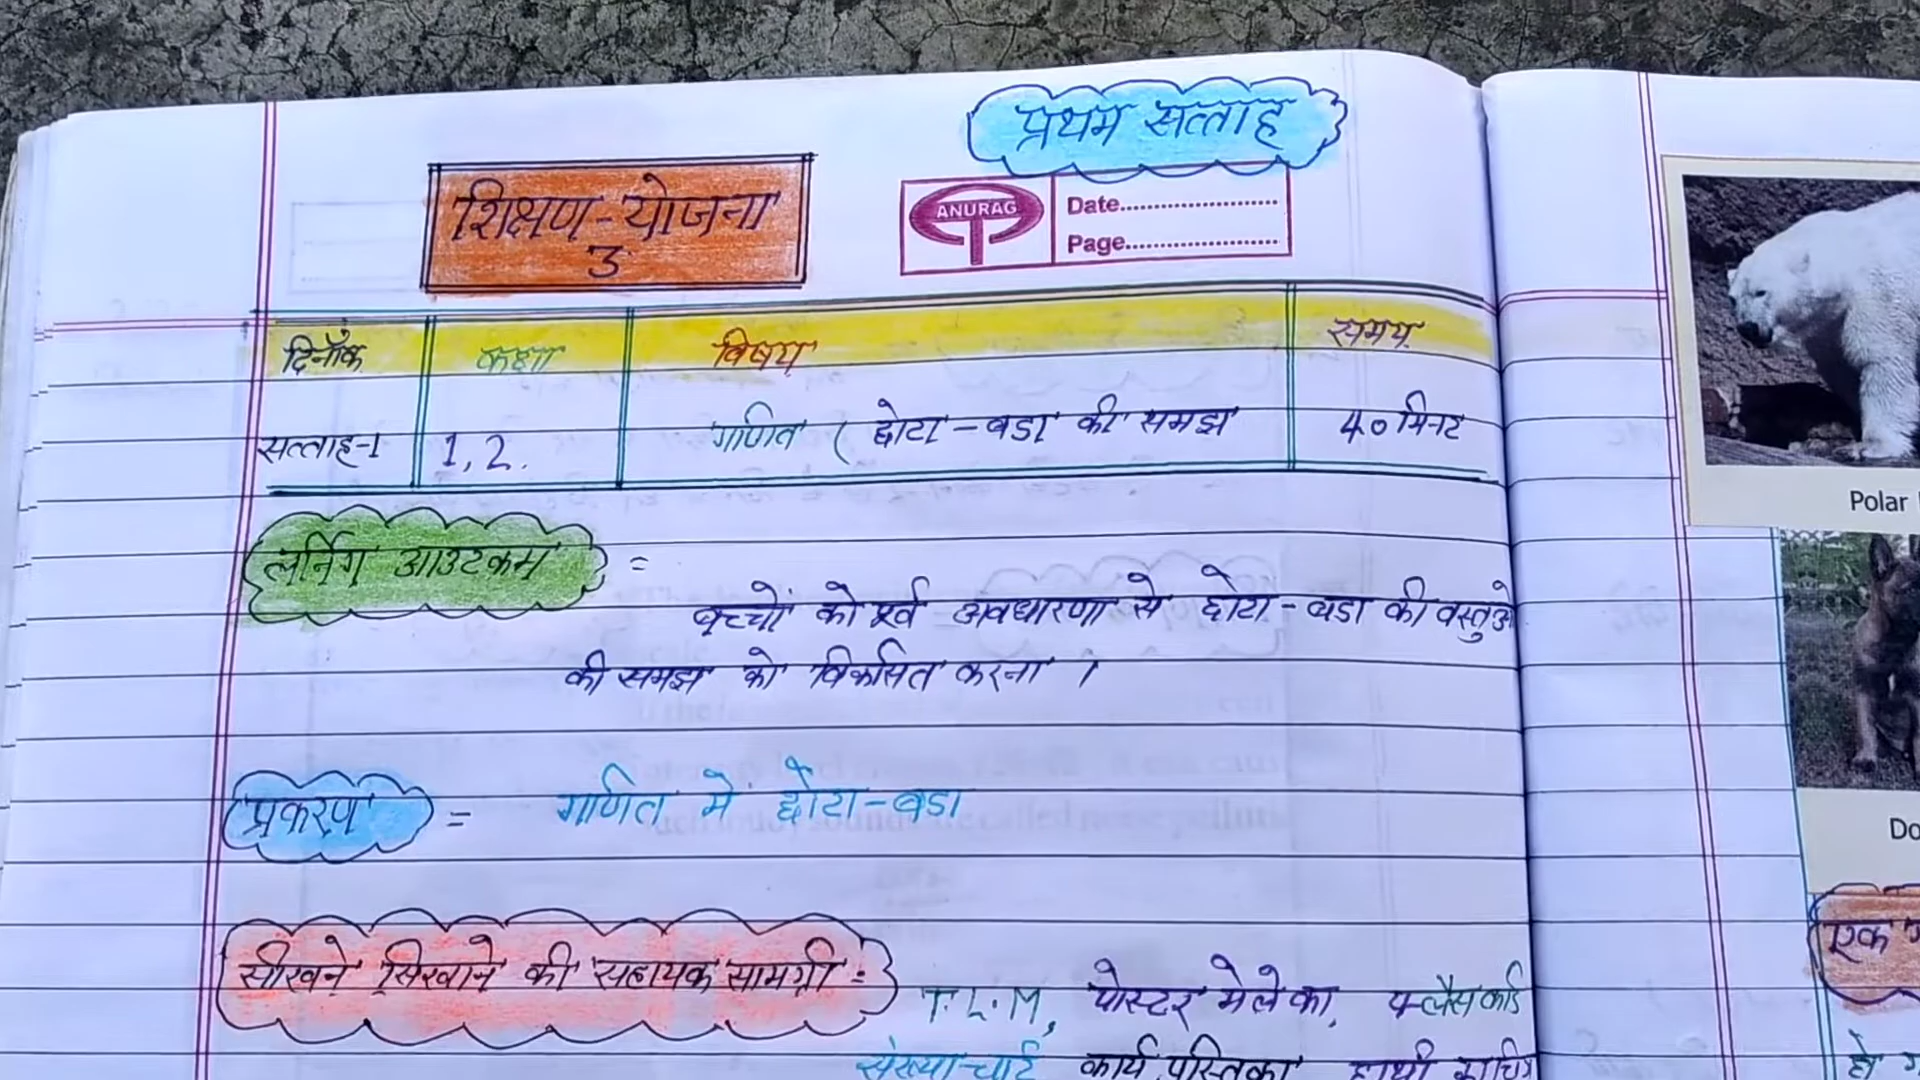 प्रथम सप्ताह
शिक्षण-योजना
3
ANURAG
Date
Page
दिनाँक कक्षा विषय समय
सप्ताह-I 1, 2. गणित ( छोटा-बडा की समझ 40 मिनट
लर्निंग आउटकम =
बच्चों को पूर्व अवधारणा से छोटा-बडा की वस्तुओ
की समझ को विकसित करना ।
प्रकरण = गणित में छोटा-बडा
सीखने सिखाने की सहायक सामग्री = T.L.M, पोस्टर मेले का, फ्लैसकार्ड
संख्या-चार्ट कार्य पुस्तिका हाथी का चित्र
Polar
Do
एक
हो